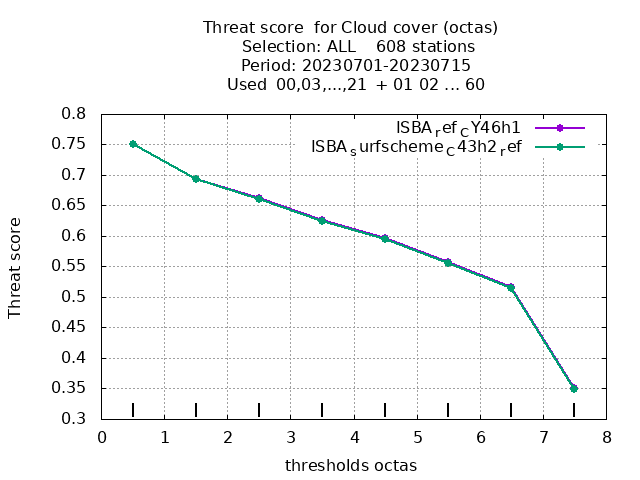 Threat score  for Cloud cover (octas)
Selection: ALL    608 stations
Period: 20230701-20230715
Used  00,03,...,21  + 01 02 ... 60
ISBA_ref_CY46h1
ISBA_surfscheme_C43h2_ref
0.8
0.75
0.7
0.65
0.6
0.55
0.5
0.45
0.4
0.35
0.3
Threat score
0 1 2 3 4 5 6 7 8
thresholds octas